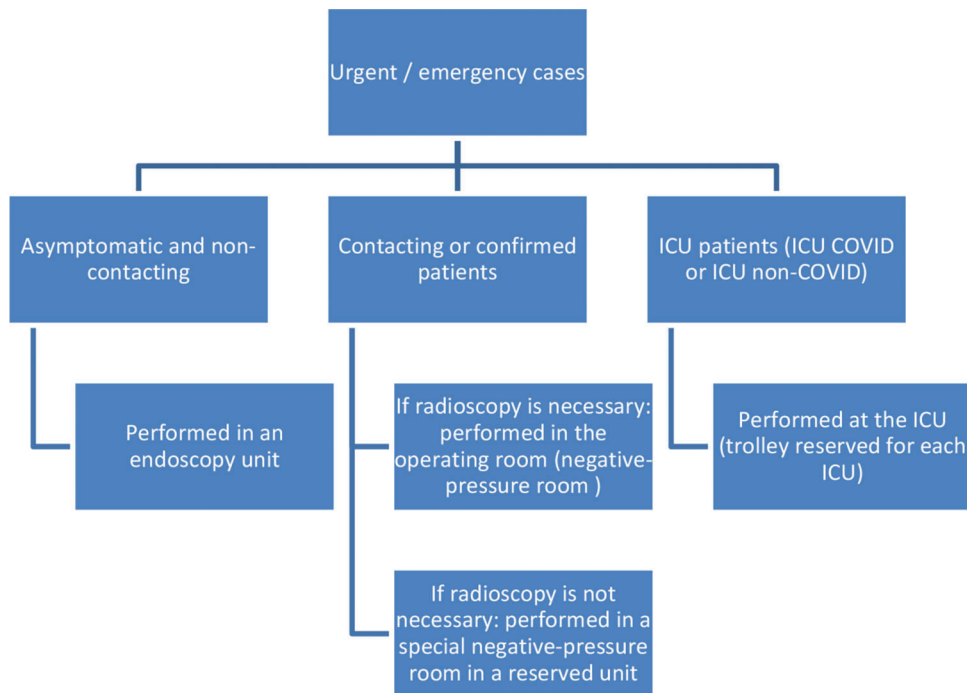 Urgent / emergency cases
Asymptomatic and non-
contacting
Contacting or confirmed
patients
ICU patients (ICU COVID
or ICU non-COVID)
Performed in an
endoscopy unit
If radioscopy is necessary:
performed in the
operating room (negative-
pressure room )
Performed at the ICU
(trolley reserved for each
ICU)
If radioscopy is not
necessary: performed in a
special negative-pressure
room in a reserved unit